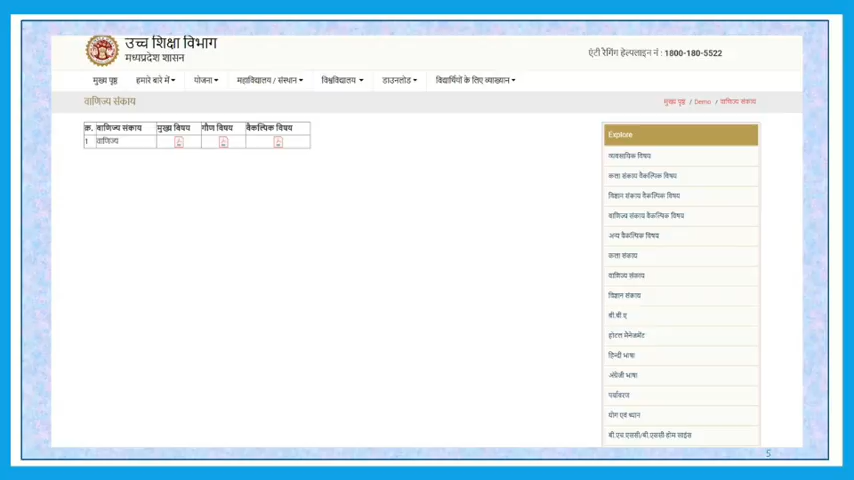 उच्च शिक्षा विभाग
मध्यप्रदेश शासन
एंटी रैगिंग हेल्पलाइन नं : 1800-180-5522
मुख्य पृष्ठ हमारे बारे में योजना महाविद्यालय / संस्थान विश्वविद्यालय डाउनलोड विद्यार्थियों के लिए व्याख्यान
वाणिज्य संकाय
मुख्य पृष्ठ / Demo / वाणिज्य संकाय
क्र. वाणिज्य संकाय मुख्य विषय गौण विषय वैकल्पिक विषय
1 वाणिज्य
Explore
व्यावसायिक विषय
कला संकाय वैकल्पिक विषय
विज्ञान संकाय वैकल्पिक विषय
वाणिज्य संकाय वैकल्पिक विषय
अन्य वैकल्पिक विषय
कला संकाय
वाणिज्य संकाय
विज्ञान संकाय
बी.बी.ए
होटल मैनेजमेंट
हिन्दी भाषा
अंग्रेजी भाषा
पर्यावरण
योग एवं ध्यान
बी.एच.एससी/बी.एससी होम साइंस
5